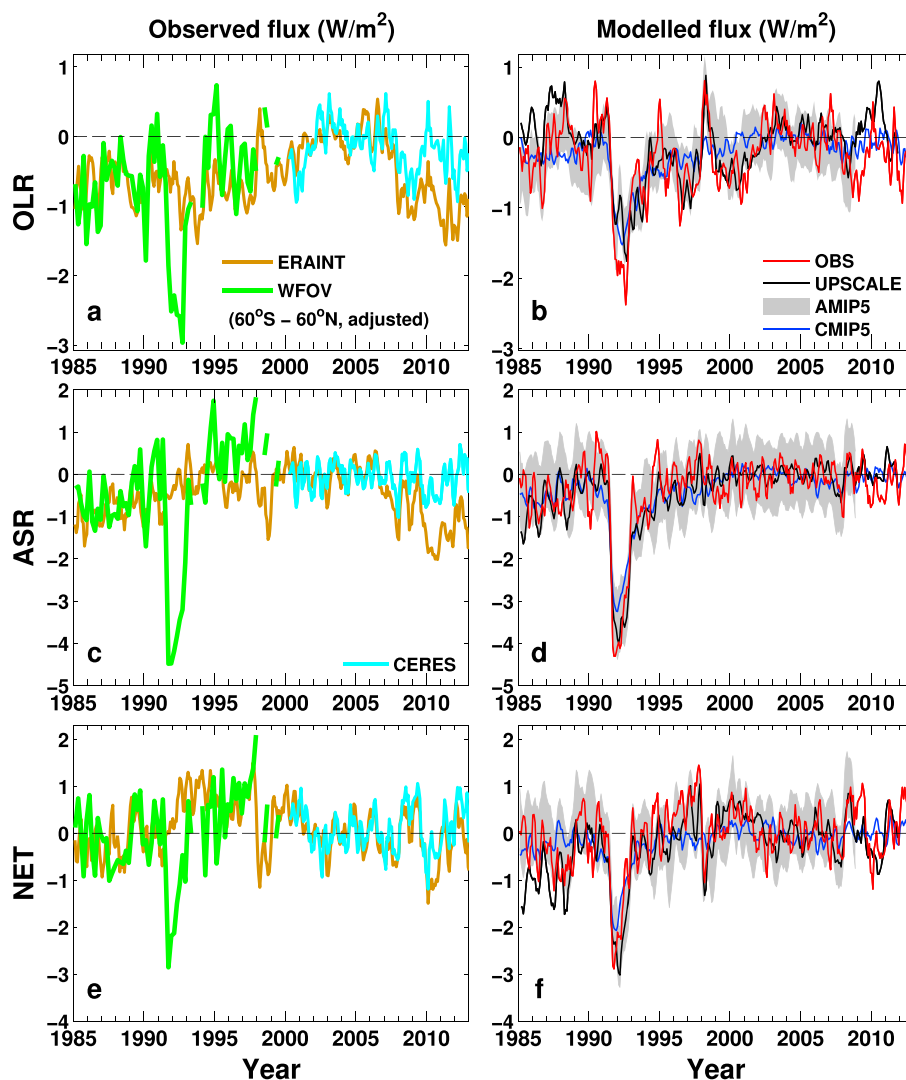 Observed flux (W/m²)
Modelled flux (W/m²)
OLR
1
0
−1
−2
−3
a
ERAINT
WFOV
(60°S − 60°N, adjusted)
1985 1990 1995 2000 2005 2010
1
0
−1
−2
−3
b
OBS
UPSCALE
AMIP5
CMIP5
1985 1990 1995 2000 2005 2010
ASR
2
1
0
−1
−2
−3
−4
−5
c
CERES
1985 1990 1995 2000 2005 2010
2
1
0
−1
−2
−3
−4
−5
d
1985 1990 1995 2000 2005 2010
NET
2
1
0
−1
−2
−3
−4
e
1985 1990 1995 2000 2005 2010
Year
2
1
0
−1
−2
−3
−4
f
1985 1990 1995 2000 2005 2010
Year